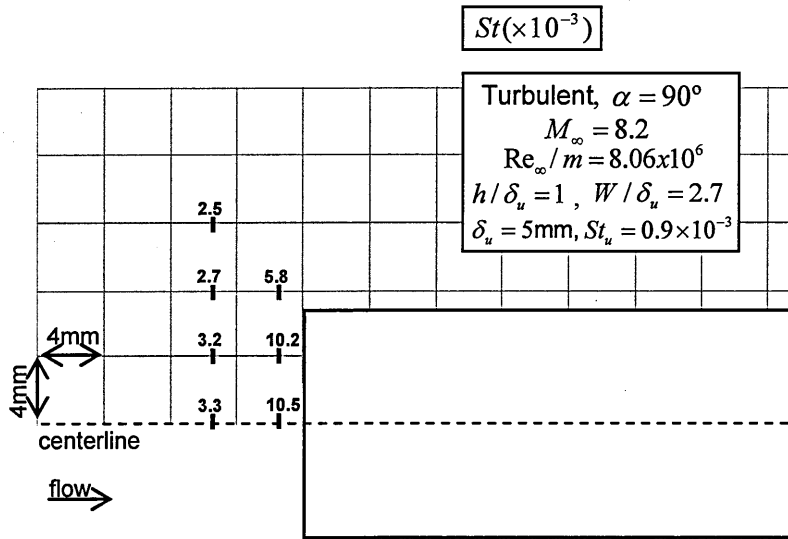 St(×10⁻³)
Turbulent, α = 90º
M∞ = 8.2
Re∞/m = 8.06x10⁶
h/δᵤ = 1 , W/δᵤ = 2.7
δᵤ = 5mm, Stᵤ = 0.9×10⁻³
2.5
2.7 5.8
3.2 10.2
4mm
4mm
3.3 10.5
centerline
flow